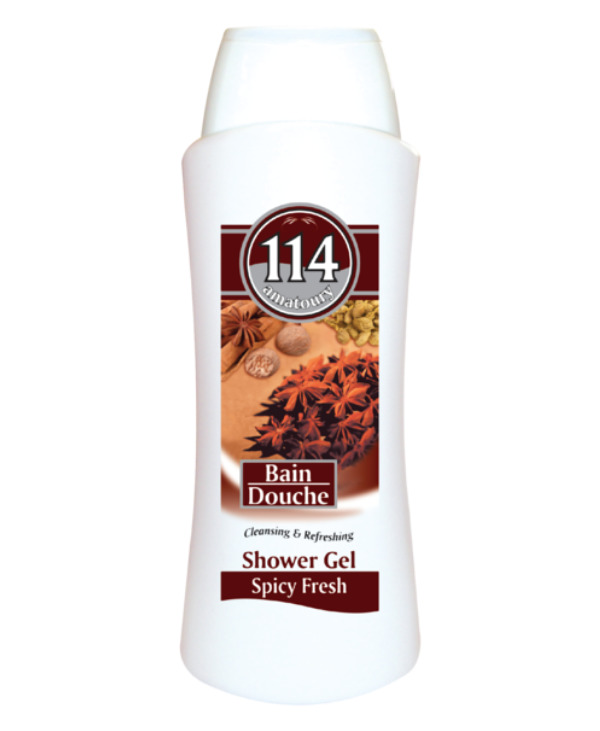 114
amatoury
Bain
Douche
Cleansing & Refreshing
Shower Gel
Spicy Fresh